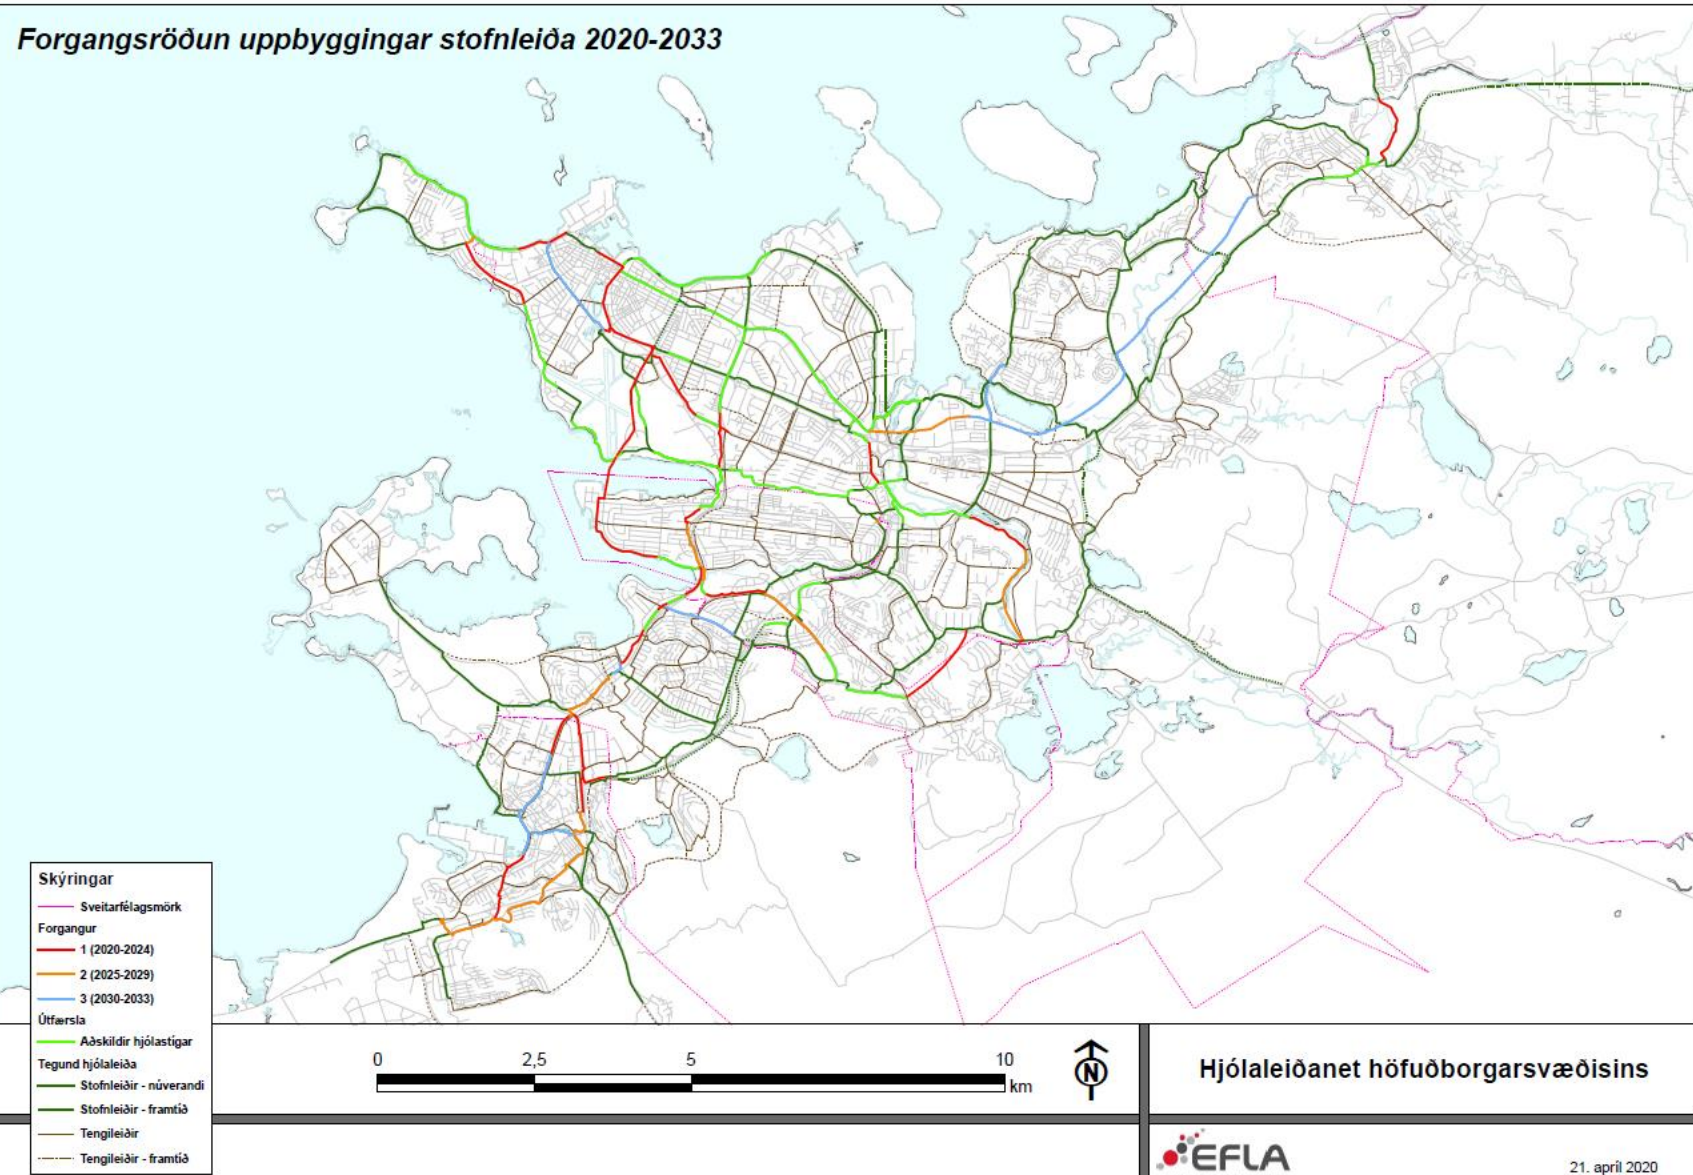 Forgangsröðun uppbyggingar stofnleiða 2020-2033
Skýringar
Sveitarfélagsmörk
Forgangur
1 (2020-2024)
2 (2025-2029)
3 (2030-2033)
Útfærsla
Aðskildir hjólastígar
Tegund hjólaleiða
Stofnleiðir - núverandi
Stofnleiðir - framtíð
Tengileiðir
Tengileiðir - framtíð
0 2,5 5 10
km
N
Hjólaleiðanet höfuðborgarsvæðisins
EFLA
21. apríl 2020